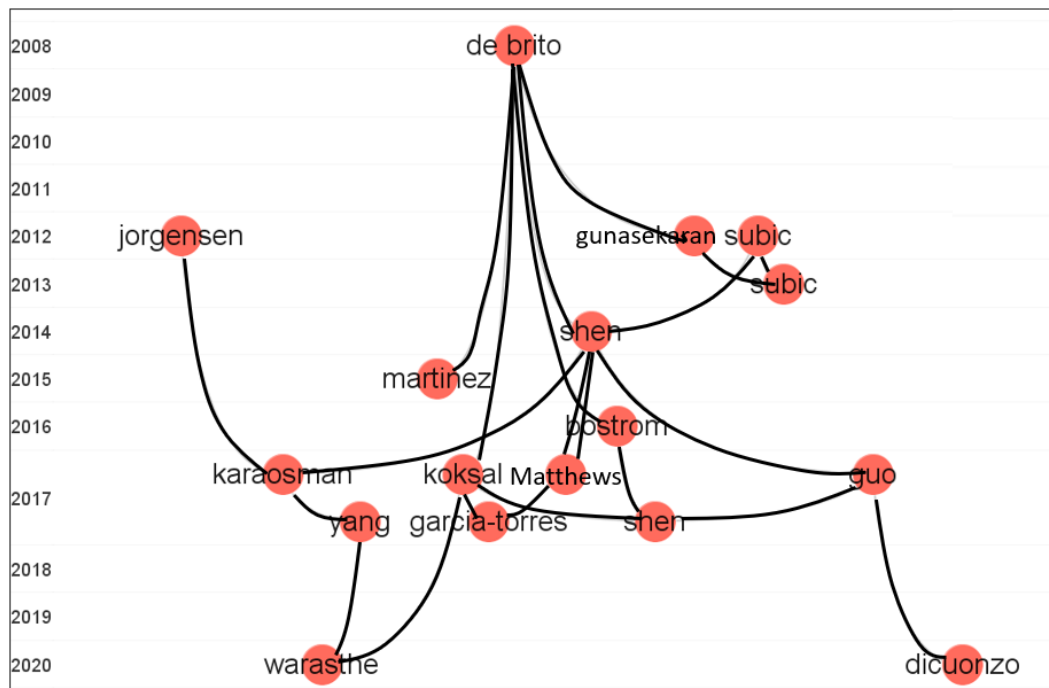 2008
de brito
2009
2010
2011
2012
jorgensen
gunasekaran
subic
2013
subic
2014
shen
2015
martinez
2016
bostrom
karaosman
koksal
Matthews
guo
2017
yang
garcia-torres
shen
2018
2019
2020
warasthe
dicuonzo